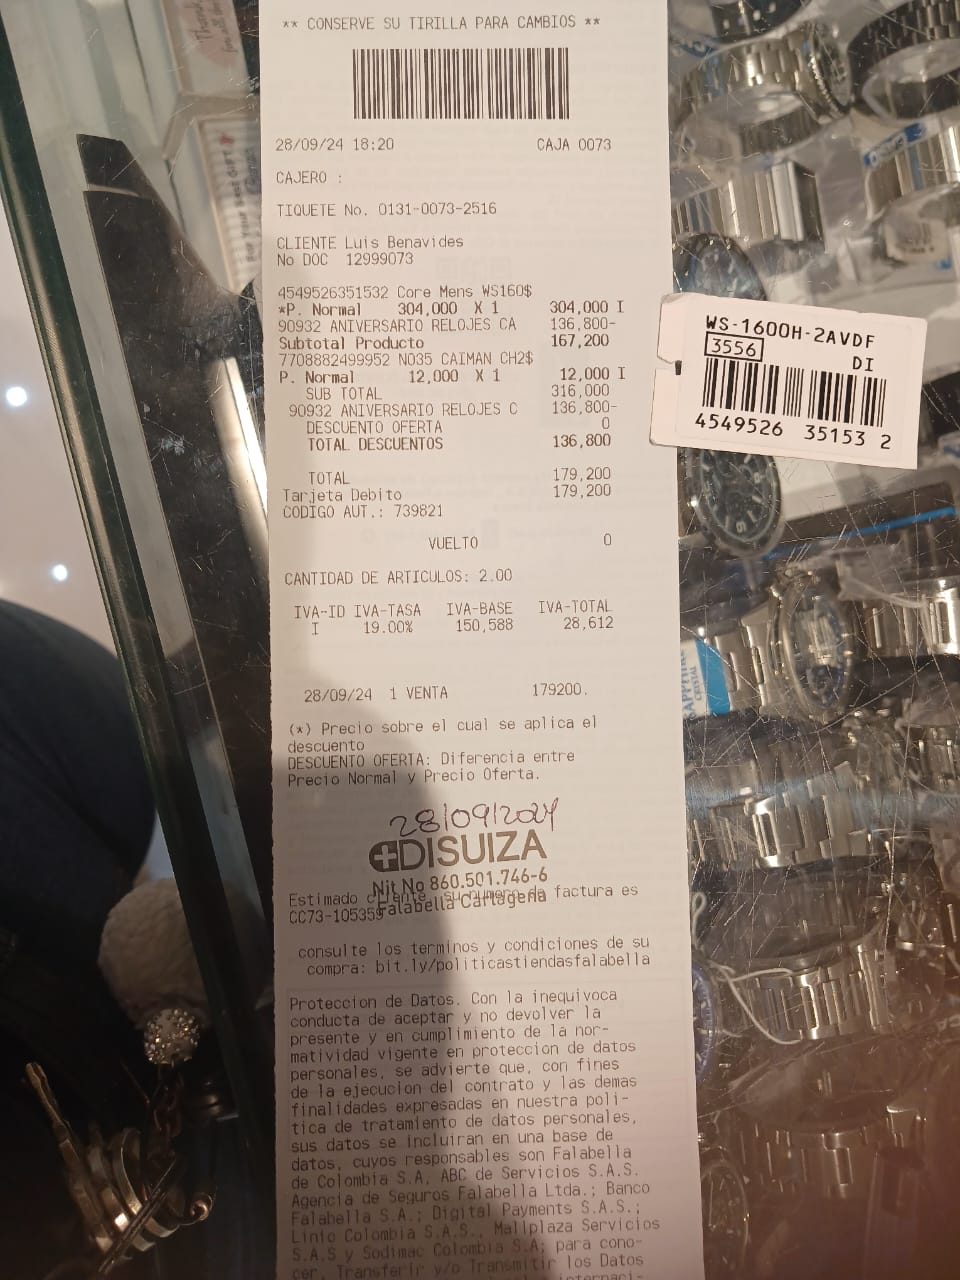 ** CONSERVE SU TIRILLA PARA CAMBIOS **
28/09/24 18:20 CAJA 0073
CAJERO :
TIQUETE No. 0131-0073-2516
CLIENTE Luis Benavides
No DOC 12999073
4549526351532 Core Mens WS160$
*P. Normal 304,000 X 1 304,000 I
90932 ANIVERSARIO RELOJES CA 136,800-
Subtotal Producto 167,200
7708882499952 NO35 CAIMAN CH2$
P. Normal 12,000 X 1 12,000 I
SUB TOTAL 316,000
90932 ANIVERSARIO RELOJES C 136,800-
DESCUENTO OFERTA 0
TOTAL DESCUENTOS 136,800
TOTAL 179,200
Tarjeta Debito 179,200
CODIGO AUT.: 739821
VUELTO 0
CANTIDAD DE ARTICULOS: 2.00
IVA-ID IVA-TASA IVA-BASE IVA-TOTAL
I 19.00% 150,588 28,612
28/09/24 1 VENTA 179200.
(*) Precio sobre el cual se aplica el
descuento
DESCUENTO OFERTA: Diferencia entre
Precio Normal y Precio Oferta.
28/09/2024
DISUIZA
Nit No 860.501.746-6
Falabella Cartagena
Estimado cliente su numero de factura es
CC73-105359
consulte los terminos y condiciones de su
compra: bit.ly/politicastiendasfalabella
Proteccion de Datos. Con la inequivoca
conducta de aceptar y no devolver la
presente y en cumplimiento de la nor-
matividad vigente en proteccion de datos
personales, se advierte que, con fines
de la ejecucion del contrato y las demas
finalidades expresadas en nuestra poli-
tica de tratamiento de datos personales,
sus datos se incluiran en una base de
datos, cuyos responsables son Falabella
de Colombia S.A, ABC de Servicios S.A.S.
Agencia de Seguros Falabella Ltda.; Banco
Falabella S.A.; Digital Payments S.A.S.;
Linio Colombia S.A.S., Mallplaza Servicios
S.A.S y Sodimac Colombia S.A; para cono-
cer, Transferir y/o Transmitir los Datos
WS-1600H-2AVDF
3556 DI
4549526 35153 2
SAPPHIRE
CRYSTAL